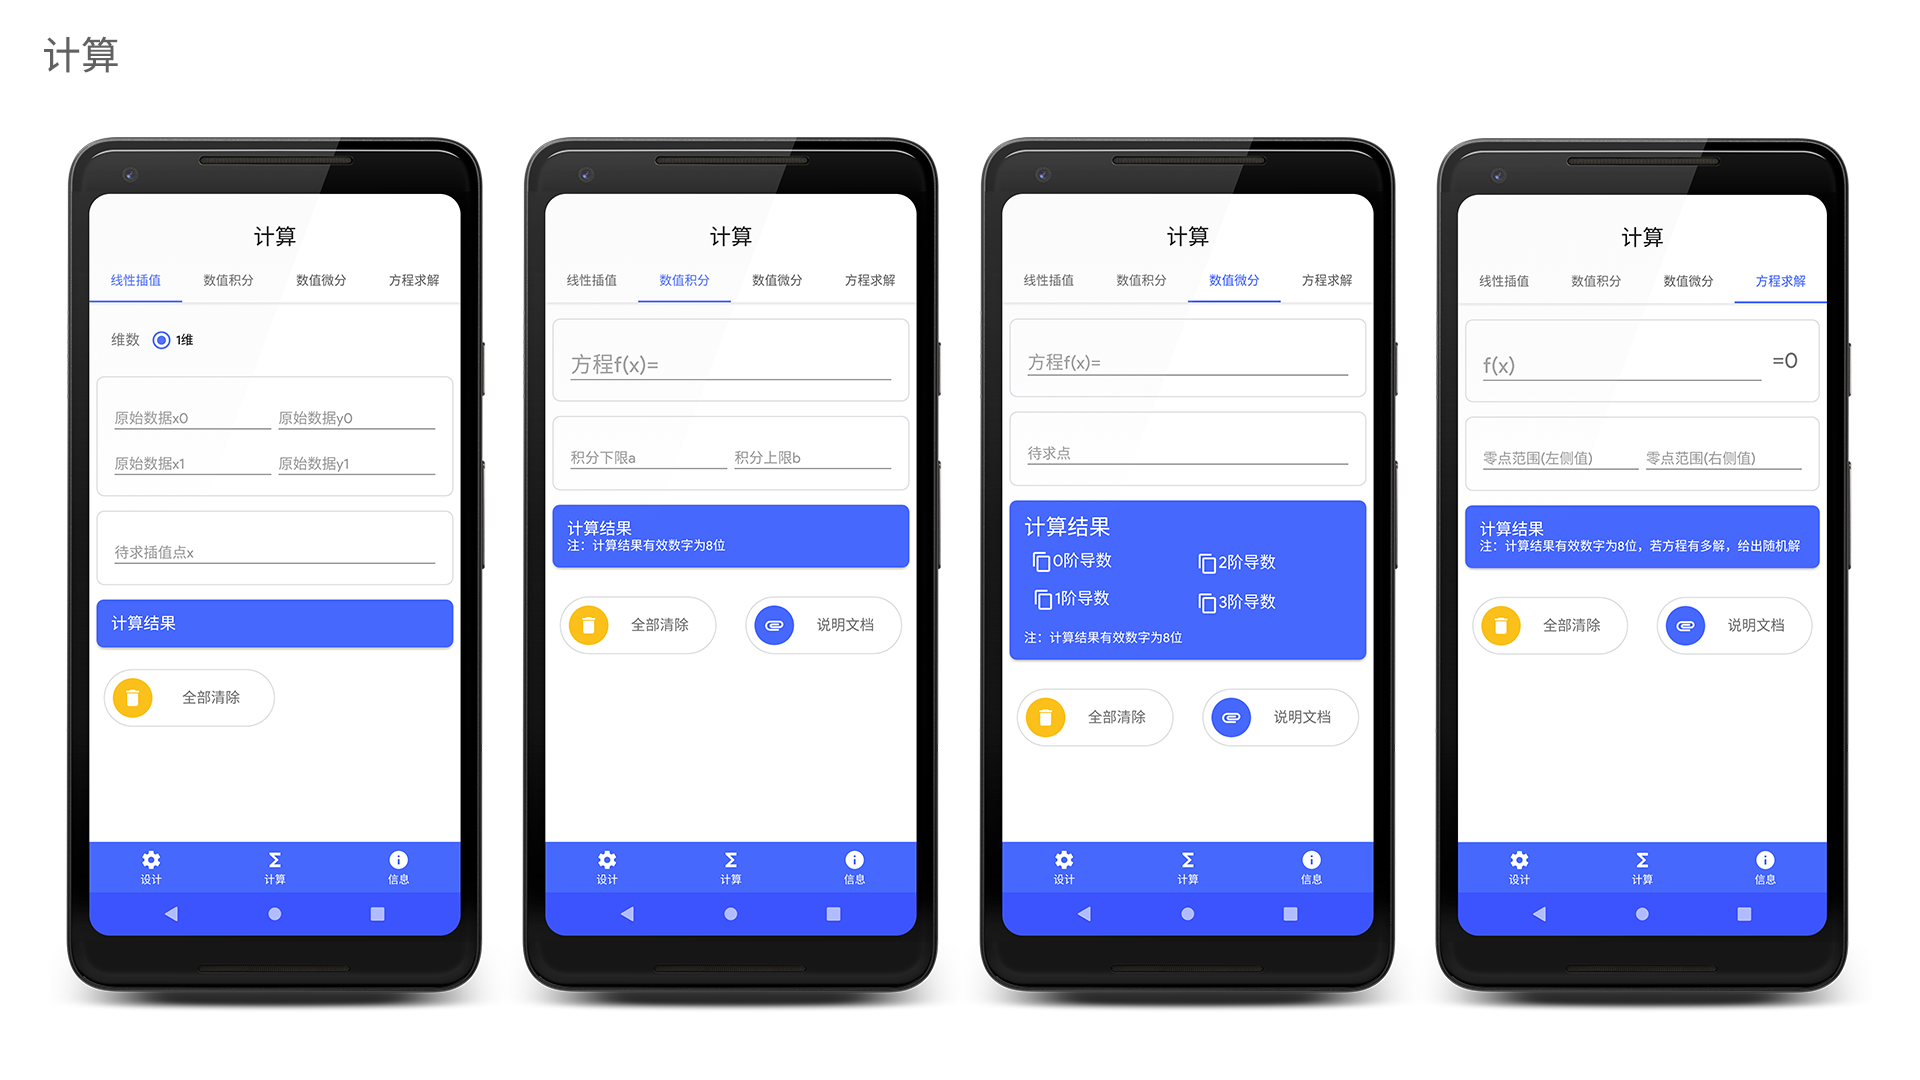 计算
计算
线性插值 数值积分 数值微分 方程求解
维数 1维
原始数据x0 原始数据y0
原始数据x1 原始数据y1
待求插值点x
计算结果
全部清除
设计 计算 信息
计算
线性插值 数值积分 数值微分 方程求解
方程f(x)=
积分下限a 积分上限b
计算结果
注：计算结果有效数字为8位
全部清除 说明文档
设计 计算 信息
计算
线性插值 数值积分 数值微分 方程求解
方程f(x)=
待求点
计算结果
0阶导数 2阶导数
1阶导数 3阶导数
注：计算结果有效数字为8位
全部清除 说明文档
设计 计算 信息
计算
线性插值 数值积分 数值微分 方程求解
f(x) =0
零点范围(左侧值) 零点范围(右侧值)
计算结果
注：计算结果有效数字为8位，若方程有多解，给出随机解
全部清除 说明文档
设计 计算 信息